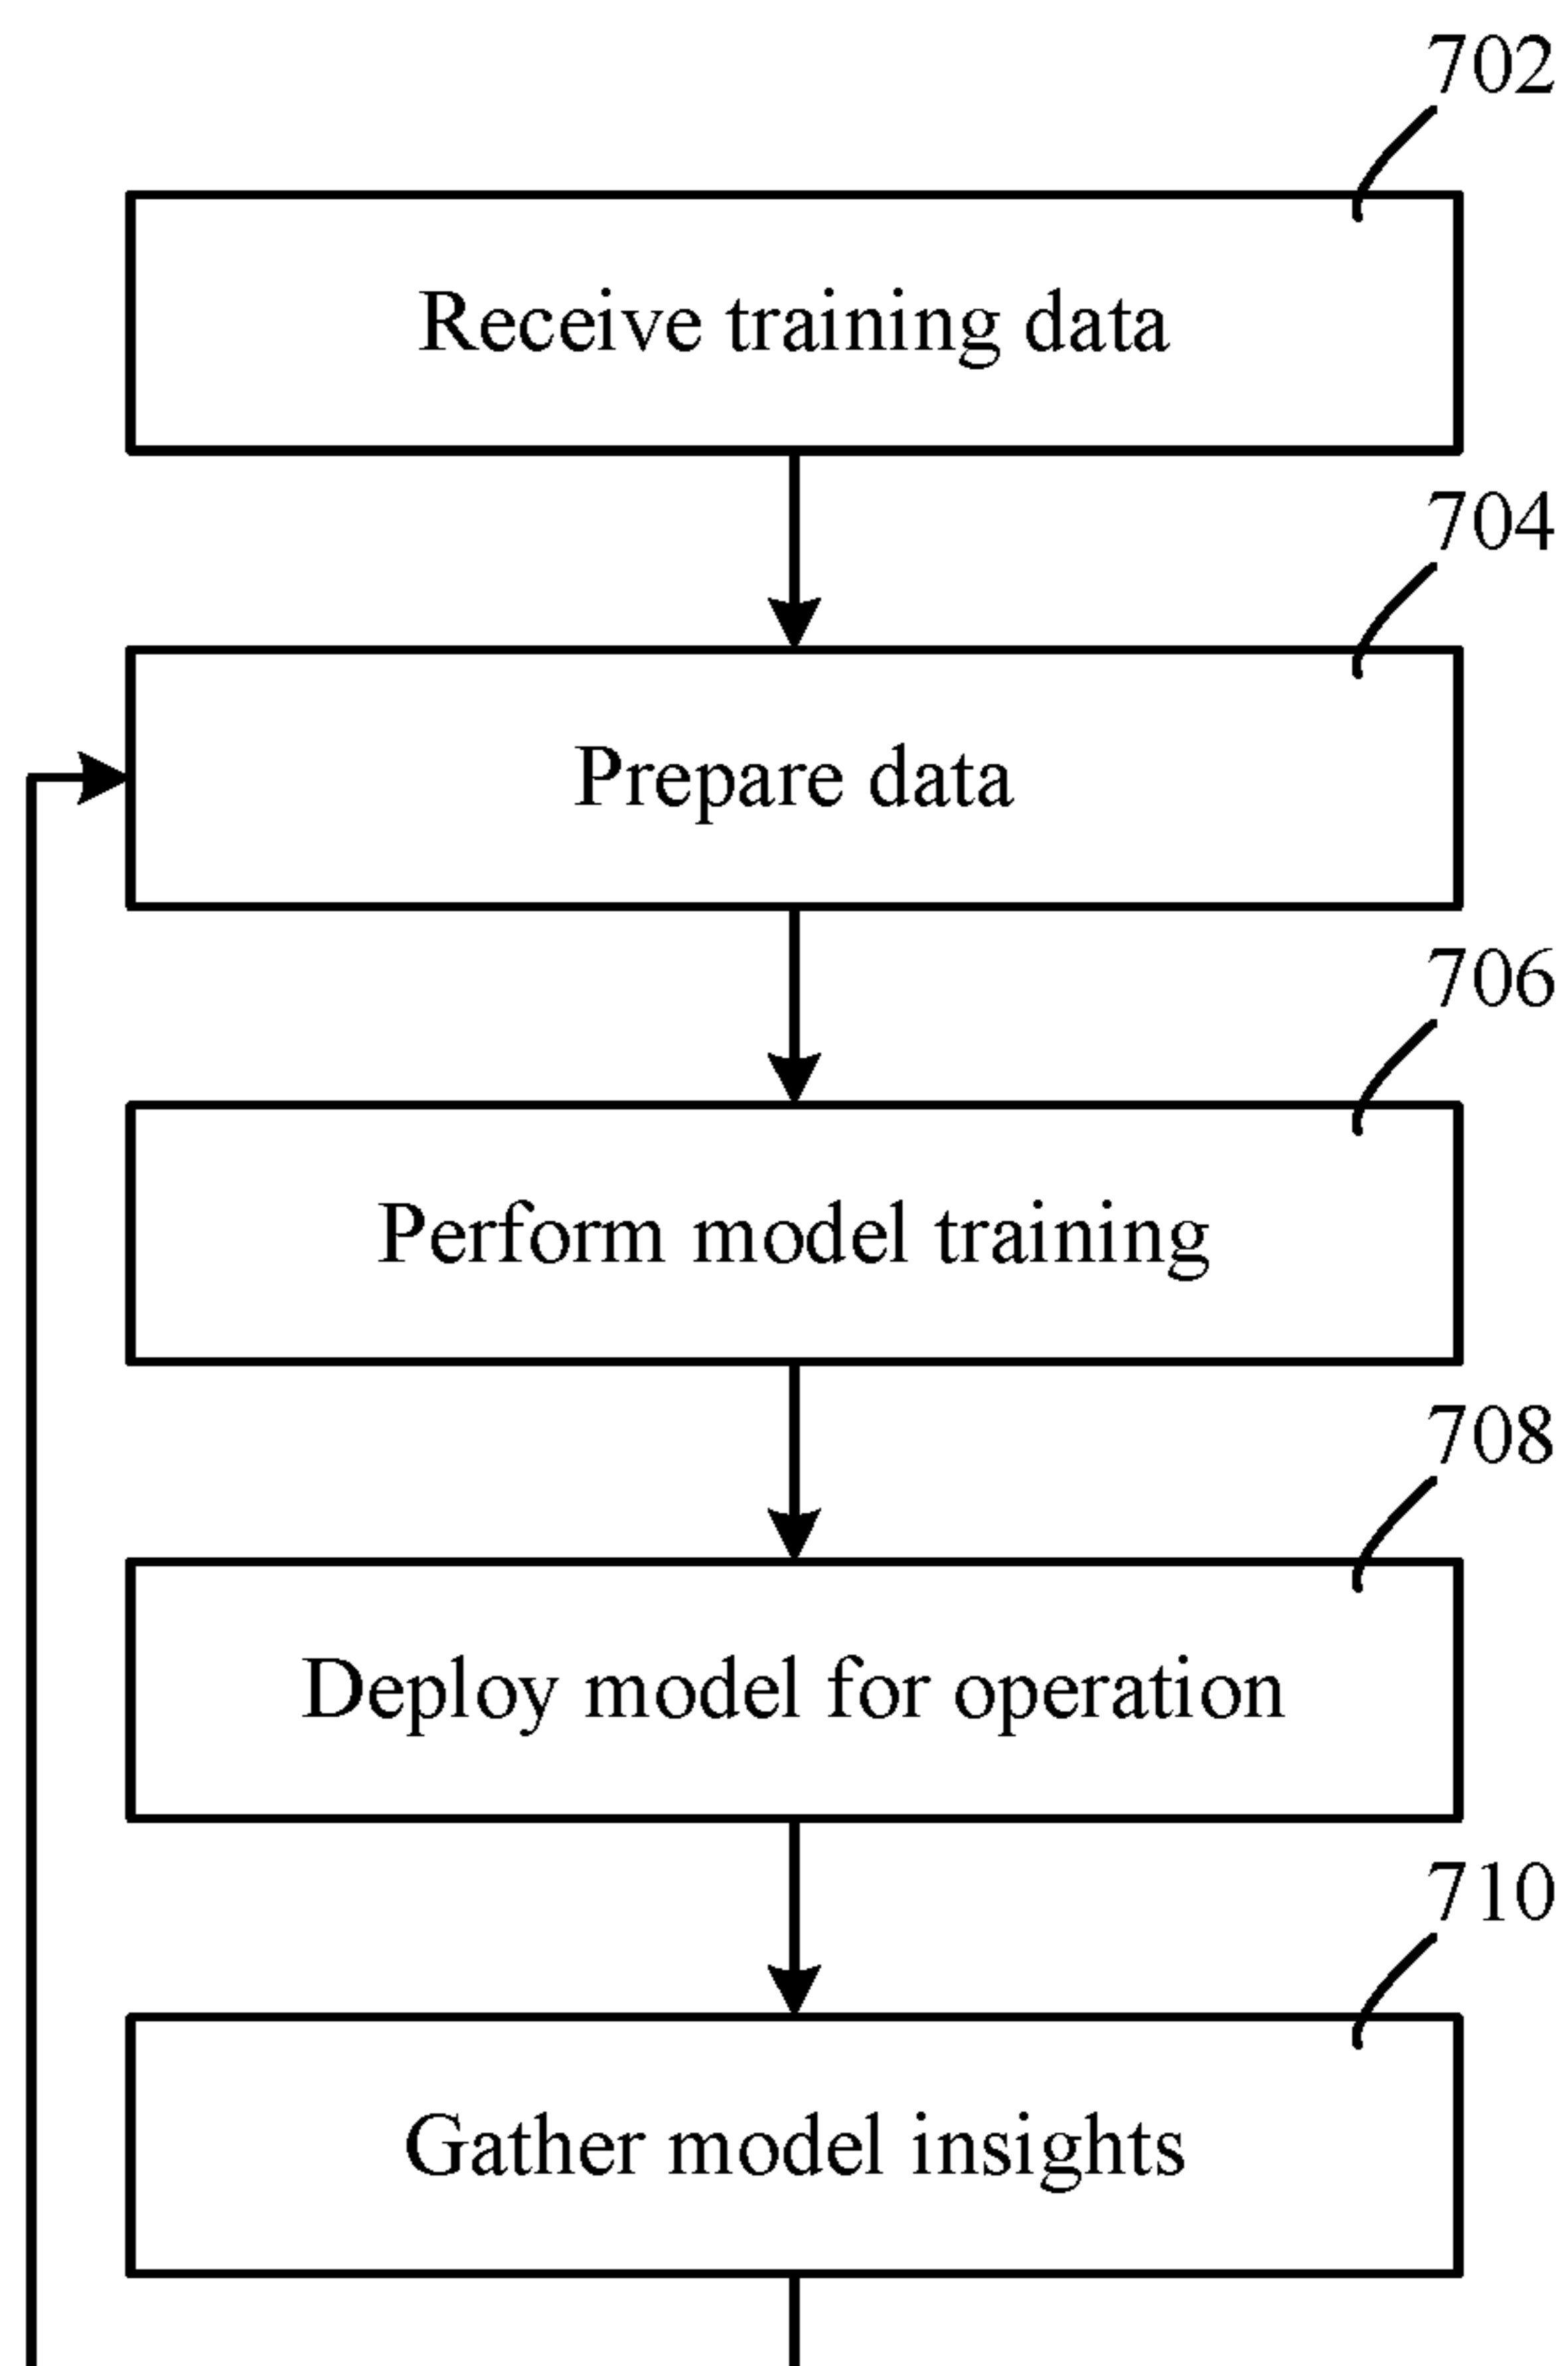 702
Receive training data
704
Prepare data
706
Perform model training
708
Deploy model for operation
710
Gather model insights